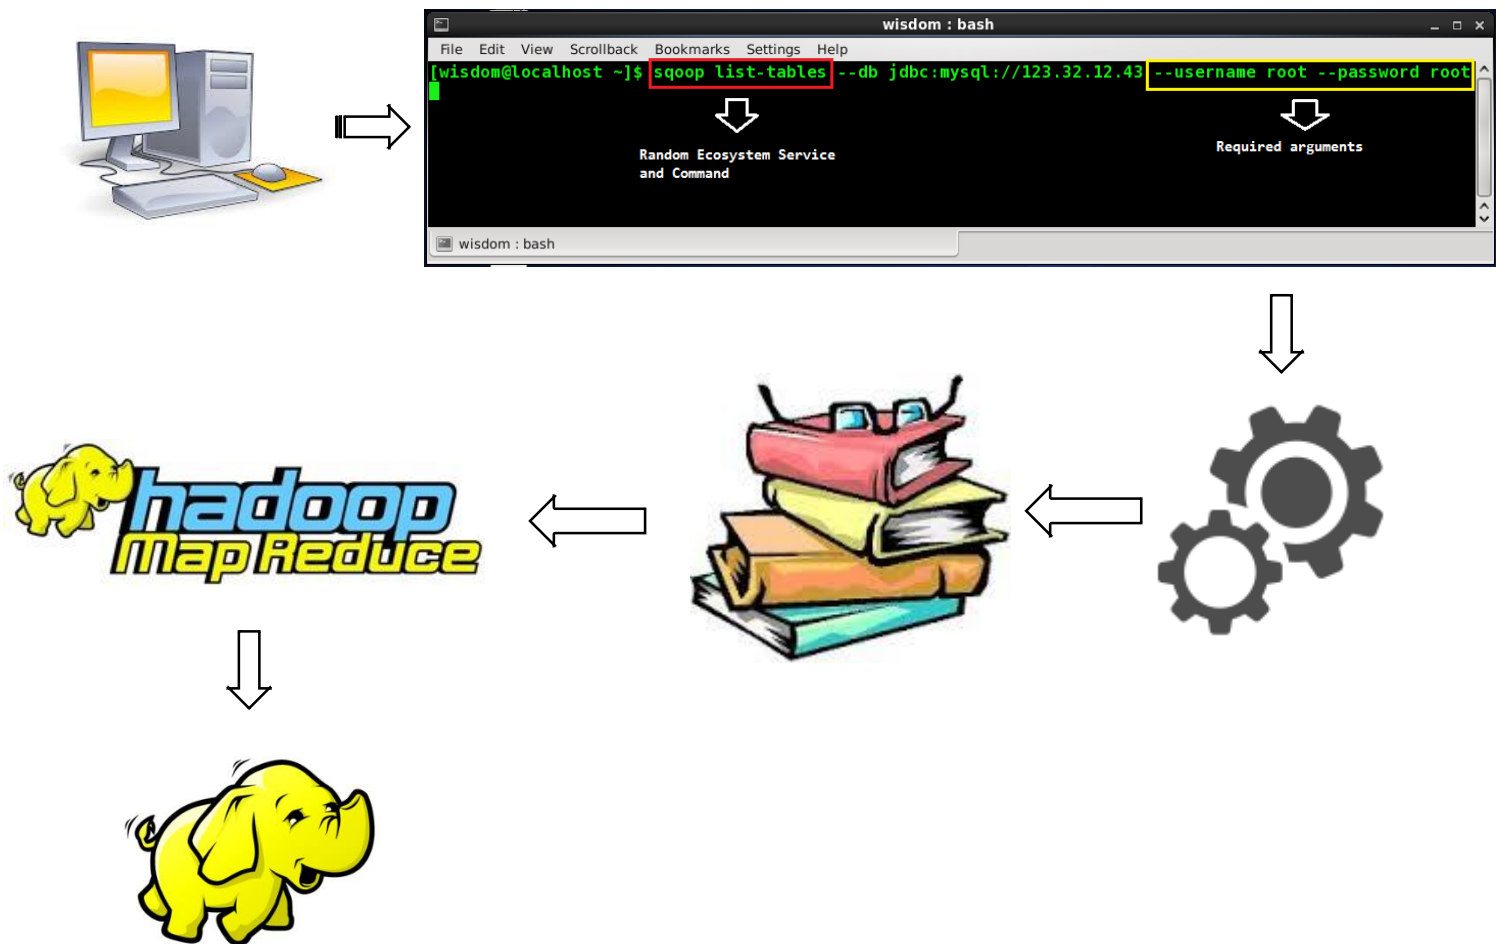 wisdom : bash
File Edit View Scrollback Bookmarks Settings Help
[wisdom@localhost ~]$ sqoop list-tables --db jdbc:mysql://123.32.12.43 --username root --password root
Random Ecosystem Service
and Command
Required arguments
wisdom : bash
hadoop
Map Reduce